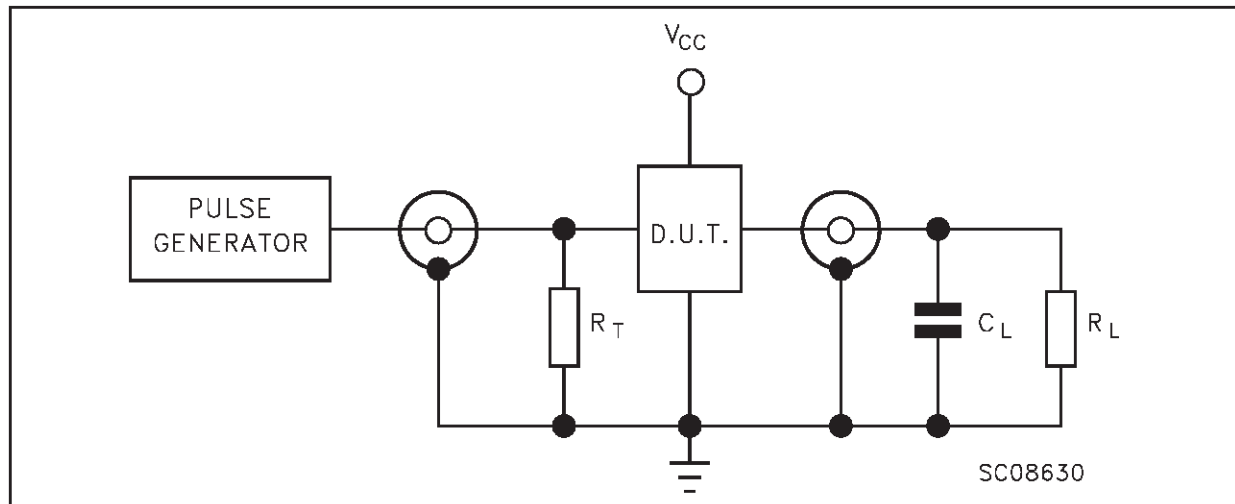 VCC
PULSE
GENERATOR
D.U.T.
RT
CL
RL
SC08630